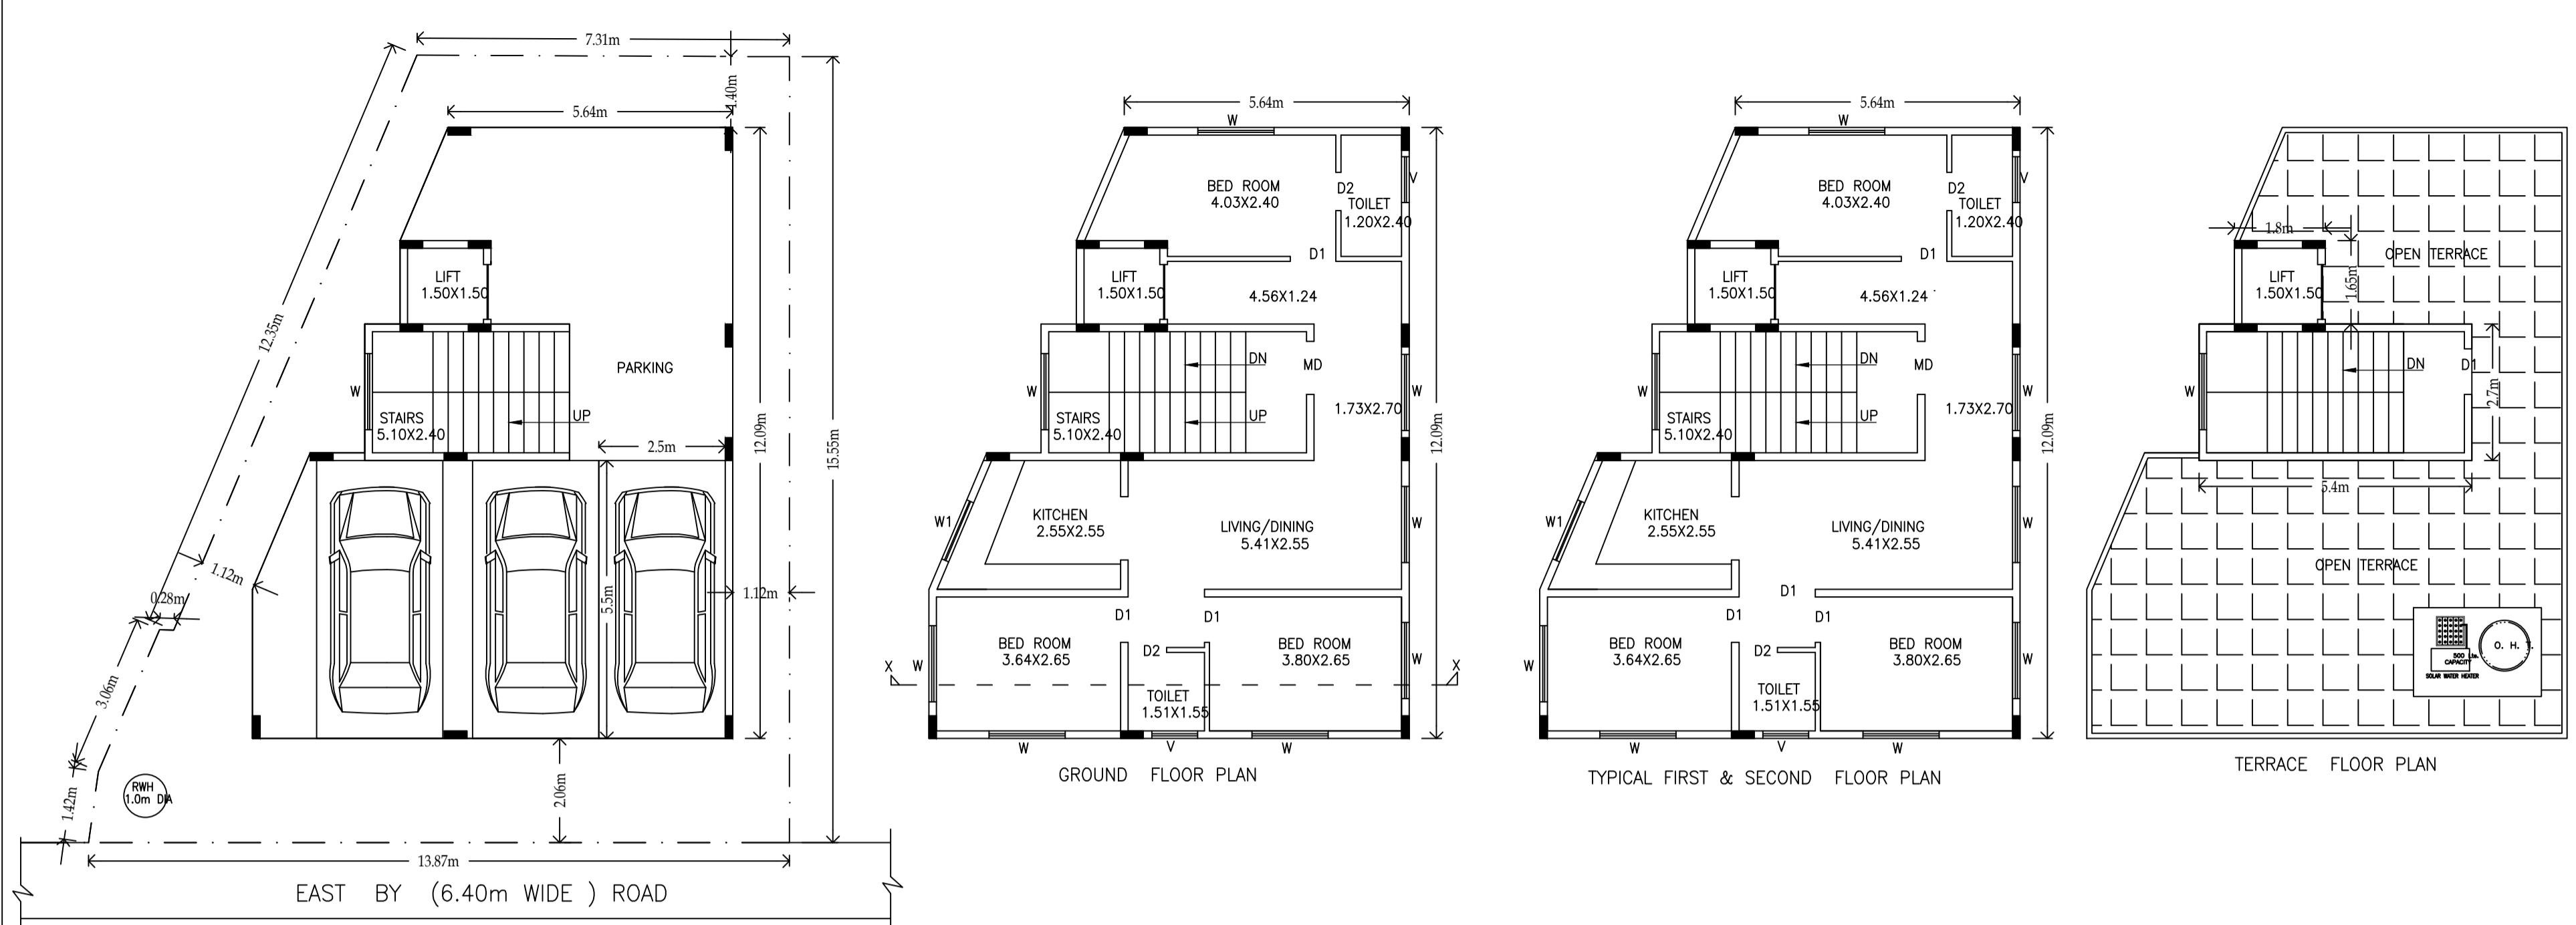 7.31m
1.40m
5.64m
12.35m
LIFT
1.50X1.50
PARKING
W
STAIRS
5.10X2.40
UP
2.5m
12.09m
15.55m
1.12m
0.28m
5.5m
1.12m
3.06m
1.42m
RWH
1.0m DIA
2.06m
13.87m
EAST BY (6.40m WIDE ) ROAD
5.64m
W
BED ROOM
4.03X2.40
D2
TOILET
1.20X2.40
V
D1
LIFT
1.50X1.50
4.56X1.24
DN
MD
W
W
1.73X2.70
STAIRS
5.10X2.40
UP
12.09m
W1
KITCHEN
2.55X2.55
LIVING/DINING
5.41X2.55
W
D1
D1
BED ROOM
3.64X2.65
D2
BED ROOM
3.80X2.65
X
W
W
X
TOILET
1.51X1.55
W
V
W
GROUND FLOOR PLAN
5.64m
W
BED ROOM
4.03X2.40
D2
TOILET
1.20X2.40
V
D1
LIFT
1.50X1.50
4.56X1.24
DN
MD
W
W
1.73X2.70
STAIRS
5.10X2.40
UP
12.09m
W1
KITCHEN
2.55X2.55
LIVING/DINING
5.41X2.55
W
D1
D1
D1
BED ROOM
3.64X2.65
D2
BED ROOM
3.80X2.65
W
W
TOILET
1.51X1.55
W
V
W
TYPICAL FIRST & SECOND FLOOR PLAN
1.8m
OPEN TERRACE
LIFT
1.50X1.50
1.65m
DN
D1
W
2.7m
5.4m
OPEN TERRACE
500 Lts.
CAPACITY
SOLAR WATER HEATER
O. H. T.
TERRACE FLOOR PLAN